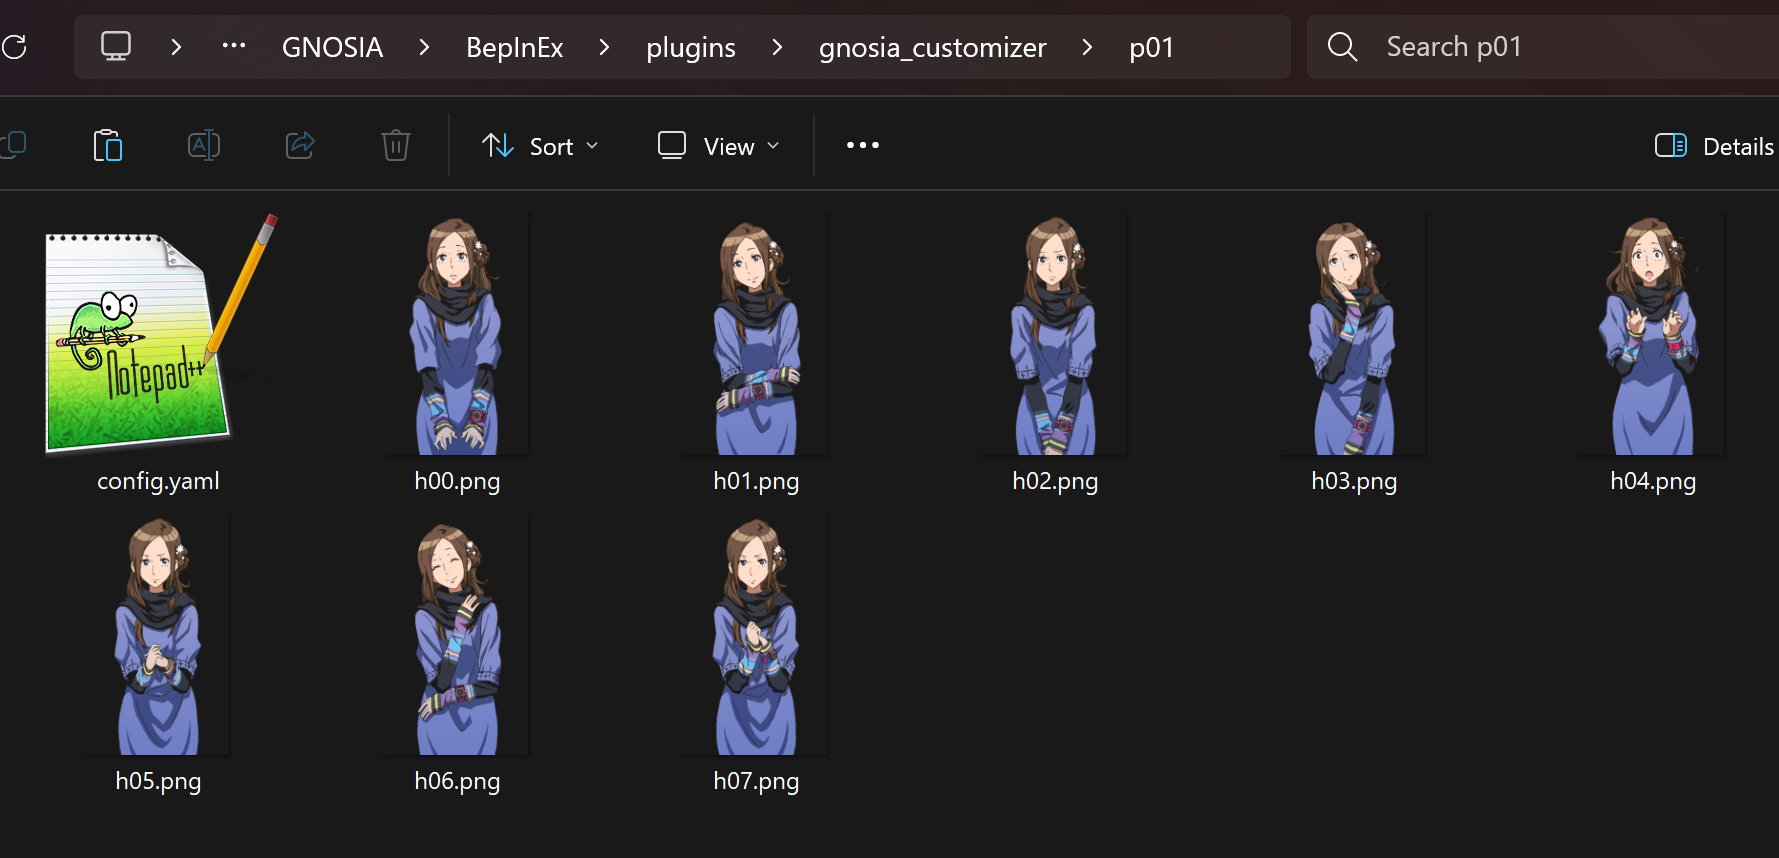 GNOSIA BepInEx plugins gnosia_customizer p01 Search p01
Sort View Details
Notepad++
config.yaml h00.png h01.png h02.png h03.png h04.png
h05.png h06.png h07.png